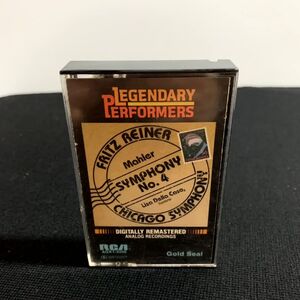 LEGENDARY
PERFORMERS
FRITZ REINER
Mahler
SYMPHONY
No. 4
Lisa Della Casa,
CHICAGO SYMPHONY
DIGITALLY REMASTERED
ANALOG RECORDINGS
RCA
Gold Seal